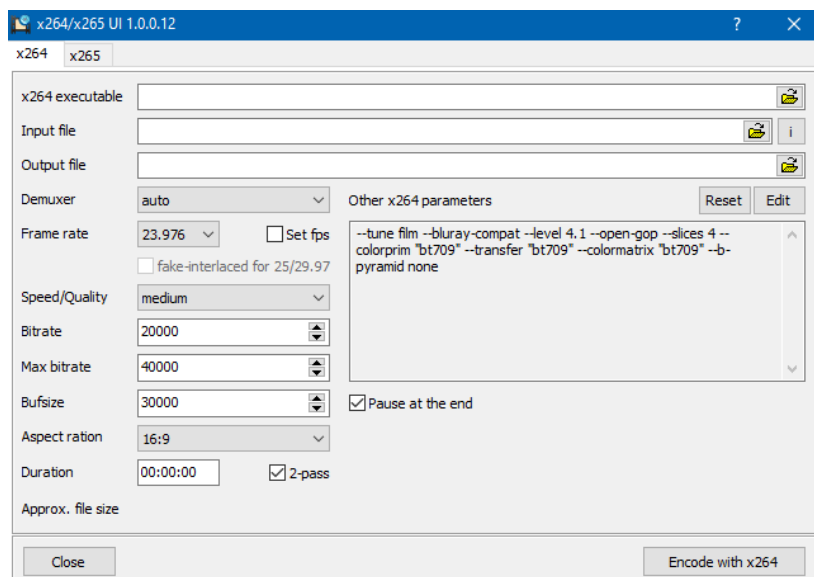 x264/x265 UI 1.0.0.12
?
x264
x265
x264 executable
Input file
i
Output file
Demuxer
auto
Other x264 parameters
Reset
Edit
Frame rate
23.976
Set fps
--tune film --bluray-compat --level 4.1 --open-gop --slices 4 --
colorprim "bt709" --transfer "bt709" --colormatrix "bt709" --b-
pyramid none
fake-interlaced for 25/29.97
Speed/Quality
medium
Bitrate
20000
Max bitrate
40000
Bufsize
30000
Pause at the end
Aspect ration
16:9
Duration
00:00:00
2-pass
Approx. file size
Close
Encode with x264